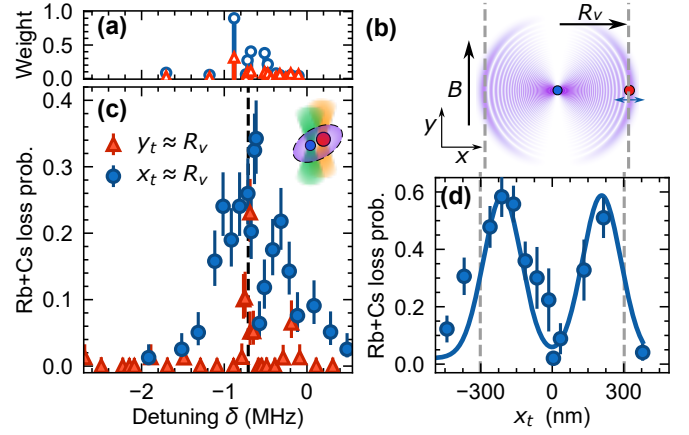 (a)
Weight
1.0
0.5
0.0
(b)
R_v
B
y
x
(c)
Rb+Cs loss prob.
0.4
0.3
0.2
0.1
0.0
y_t ≈ R_v
x_t ≈ R_v
−2
−1
0
Detuning δ (MHz)
(d)
Rb+Cs loss prob.
0.6
0.4
0.2
0.0
−300
0
300
x_t (nm)